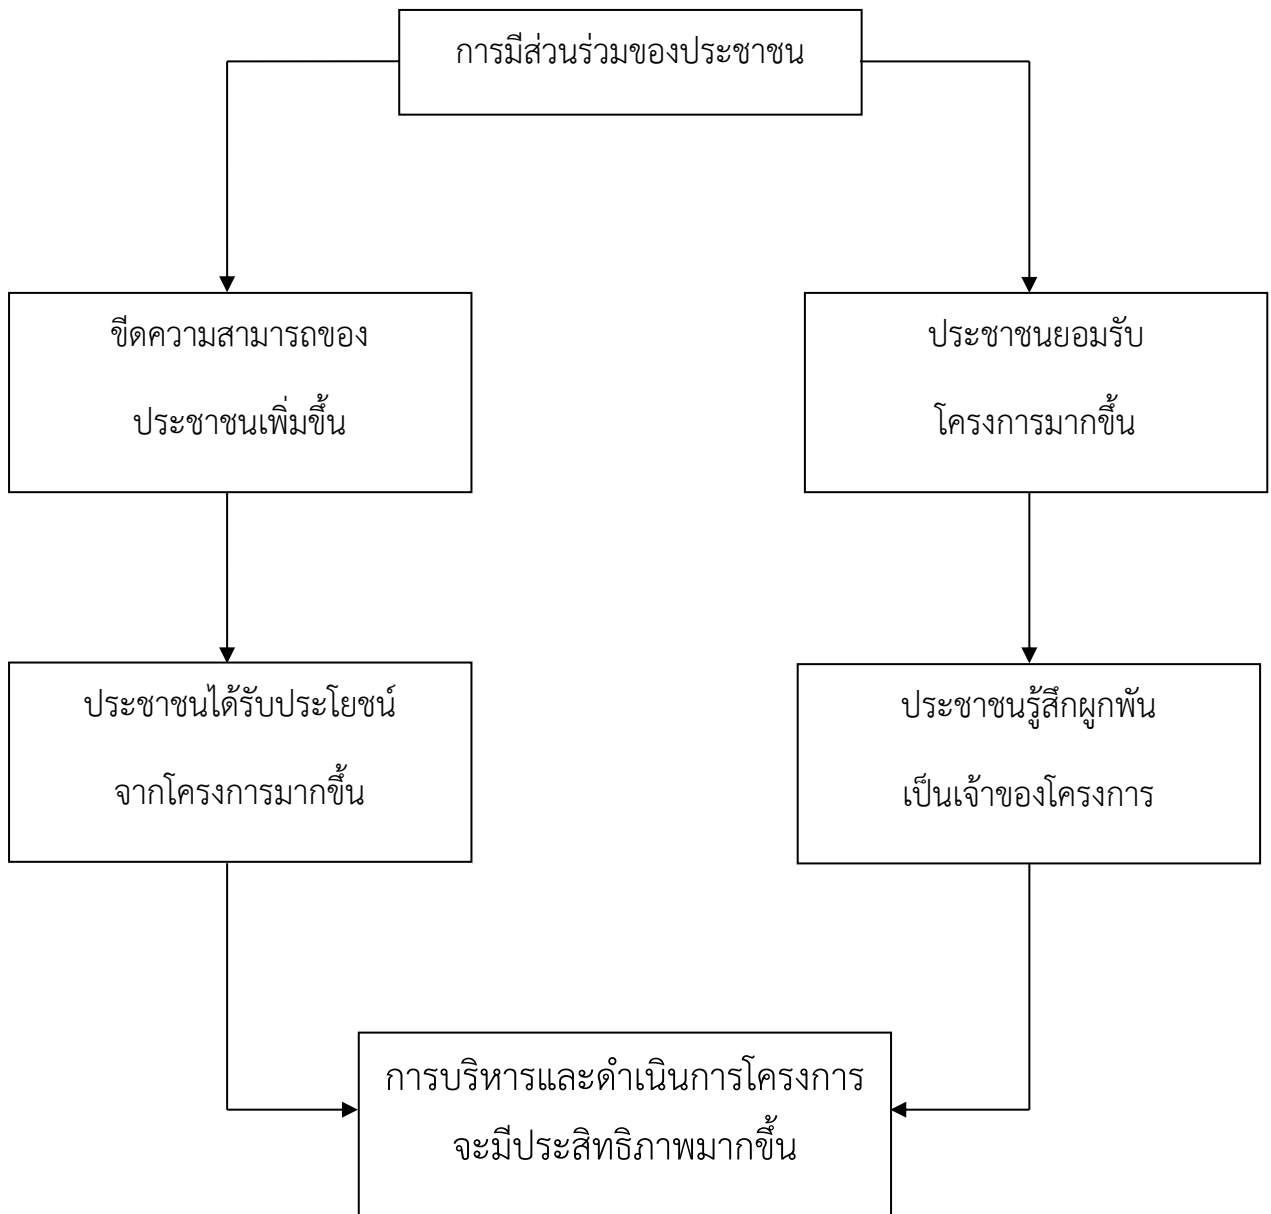 การมีส่วนร่วมของประชาชน
ขีดความสามารถของ
ประชาชนเพิ่มขึ้น
ประชาชนยอมรับ
โครงการมากขึ้น
ประชาชนได้รับประโยชน์
จากโครงการมากขึ้น
ประชาชนรู้สึกผูกพัน
เป็นเจ้าของโครงการ
การบริหารและดำเนินการโครงการ
จะมีประสิทธิภาพมากขึ้น